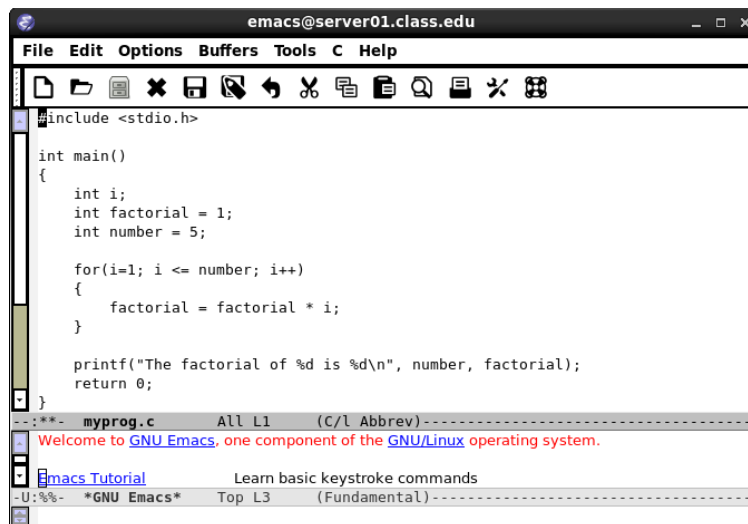 emacs@server01.class.edu
File Edit Options Buffers Tools C Help
#include <stdio.h>
int main()
{
    int i;
    int factorial = 1;
    int number = 5;
    for(i=1; i <= number; i++)
    {
        factorial = factorial * i;
    }
    printf("The factorial of %d is %d\n", number, factorial);
    return 0;
}
--:**-  myprog.c       All L1     (C/l Abbrev)------------------------------------
Welcome to GNU Emacs, one component of the GNU/Linux operating system.
Emacs Tutorial Learn basic keystroke commands
-U:%%-  *GNU Emacs*    Top L3     (Fundamental)-----------------------------------